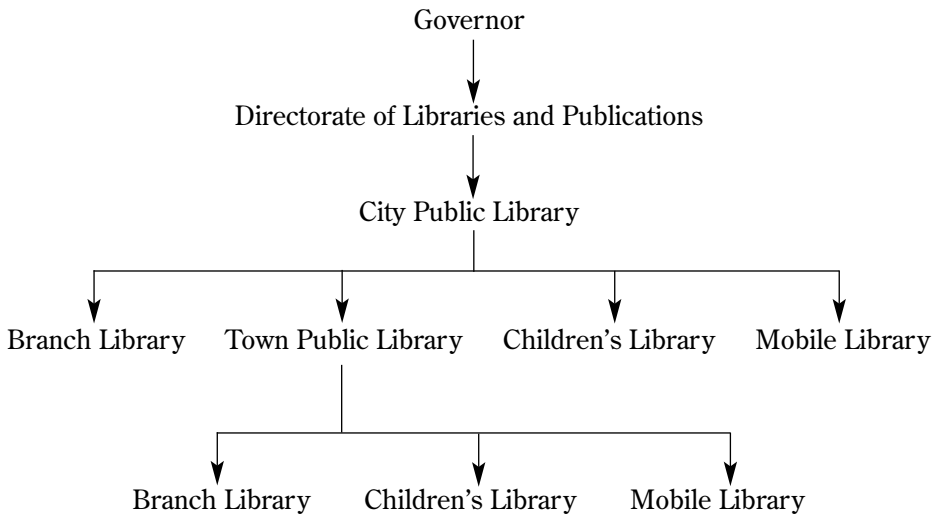 Governor
Directorate of Libraries and Publications
City Public Library
Branch Library Town Public Library Children's Library Mobile Library
Branch Library Children's Library Mobile Library